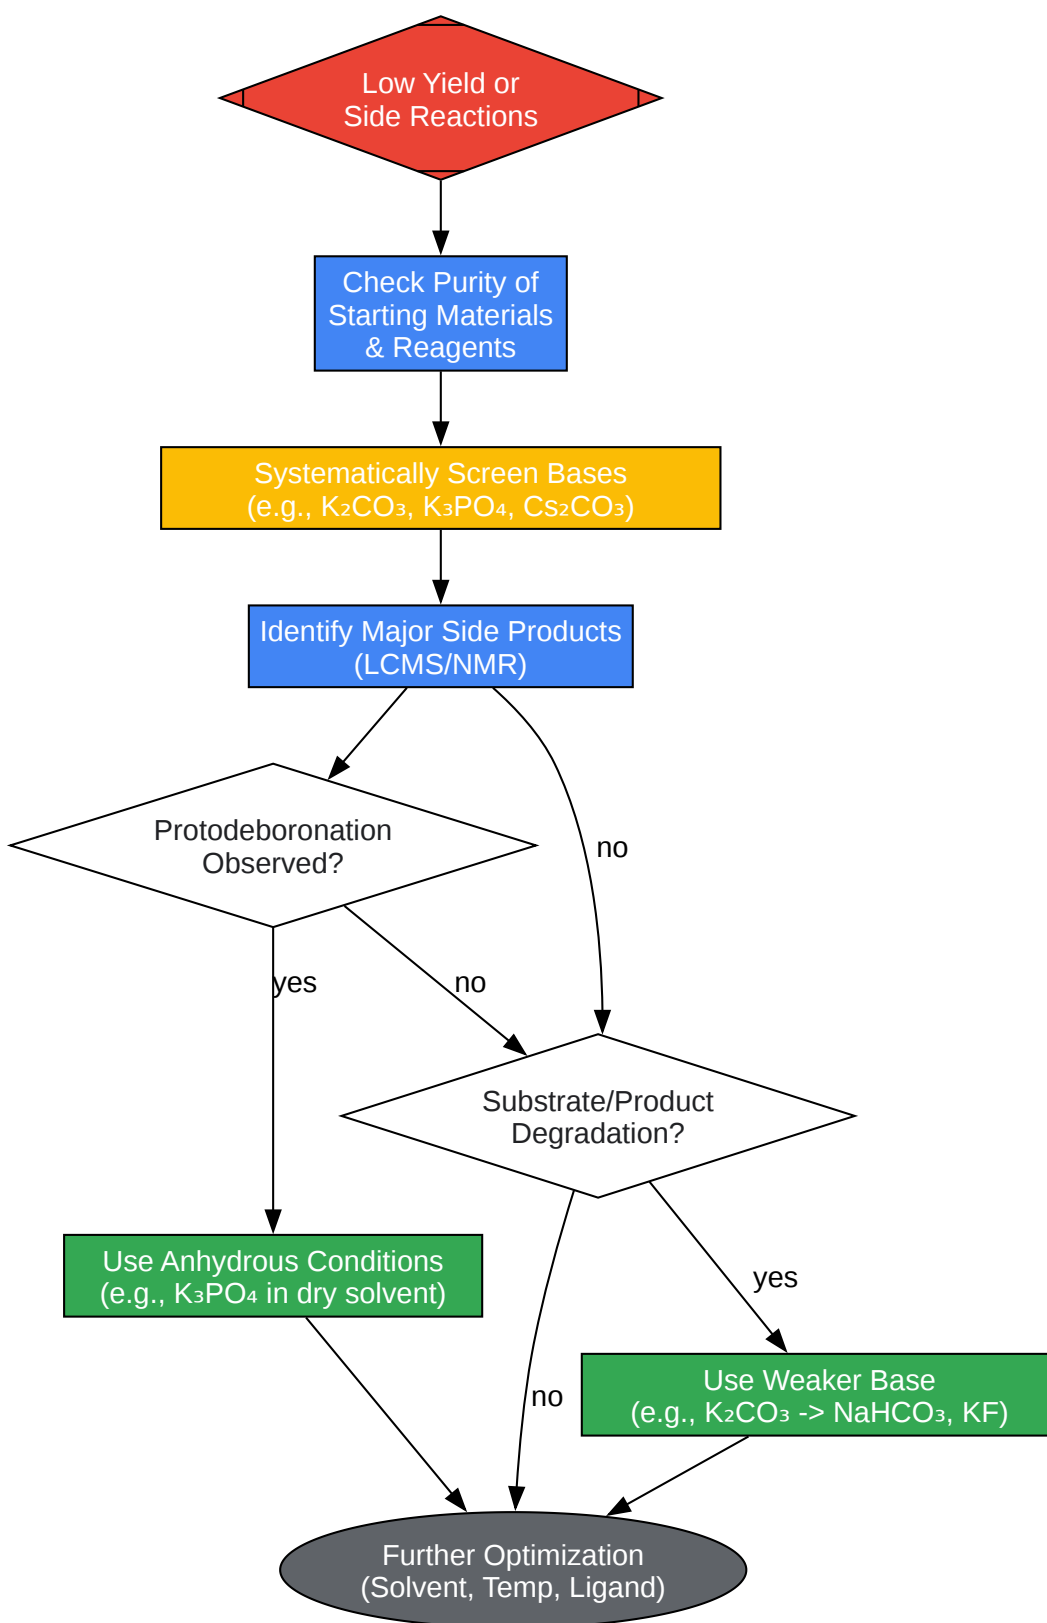 Low Yield or
Side Reactions
Check Purity of
Starting Materials
& Reagents
Systematically Screen Bases
(e.g., K₂CO₃, K₃PO₄, Cs₂CO₃)
Identify Major Side Products
(LCMS/NMR)
Protodeboronation
Observed?
no
yes
no
Substrate/Product
Degradation?
Use Anhydrous Conditions
(e.g., K₃PO₄ in dry solvent)
yes
no
Use Weaker Base
(e.g., K₂CO₃ -> NaHCO₃, KF)
Further Optimization
(Solvent, Temp, Ligand)